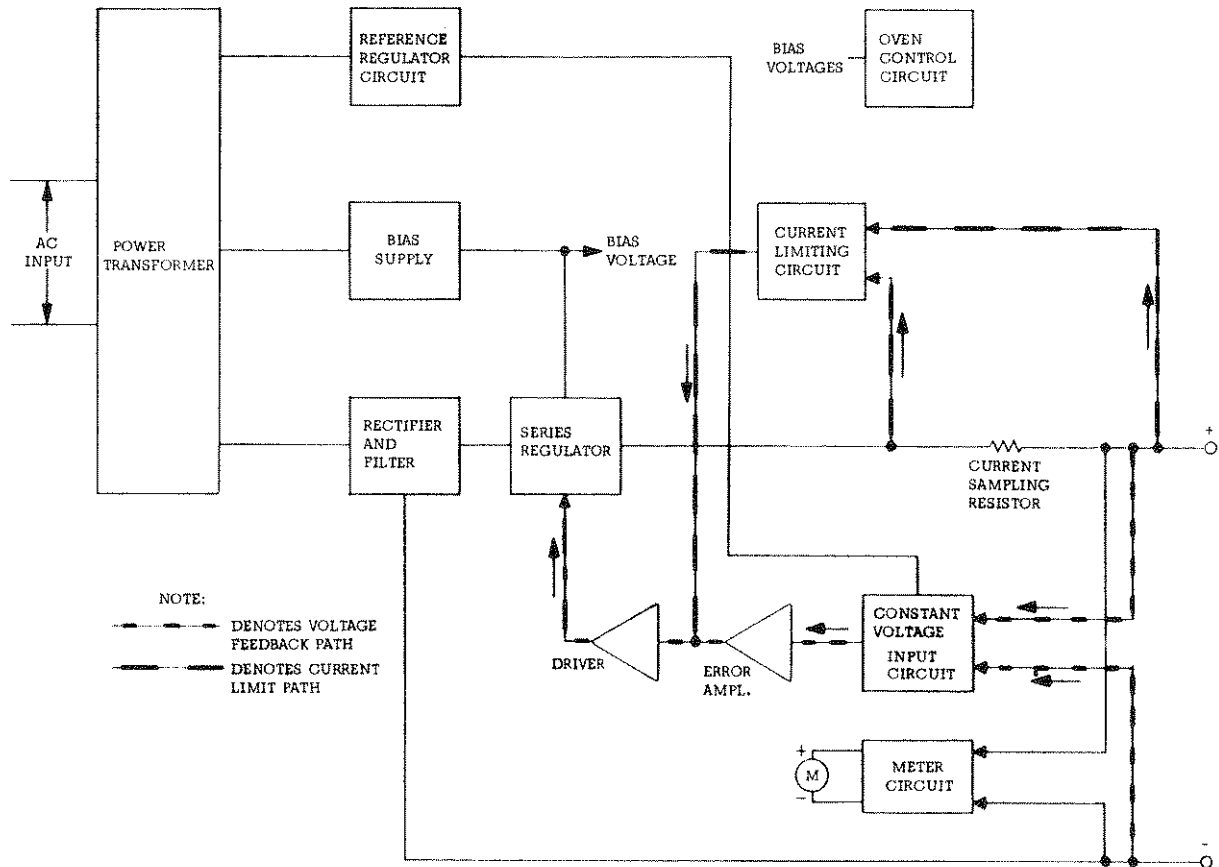 REFERENCE
REGULATOR
CIRCUIT
BIAS
VOLTAGES
OVEN
CONTROL
CIRCUIT
AC
INPUT
POWER
TRANSFORMER
BIAS
SUPPLY
BIAS
VOLTAGE
CURRENT
LIMITING
CIRCUIT
RECTIFIER
AND
FILTER
SERIES
REGULATOR
+
CURRENT
SAMPLING
RESISTOR
NOTE:
DENOTES VOLTAGE
FEEDBACK PATH
DENOTES CURRENT
LIMIT PATH
DRIVER
ERROR
AMPL.
CONSTANT
VOLTAGE
INPUT
CIRCUIT
+
M
-
METER
CIRCUIT
-